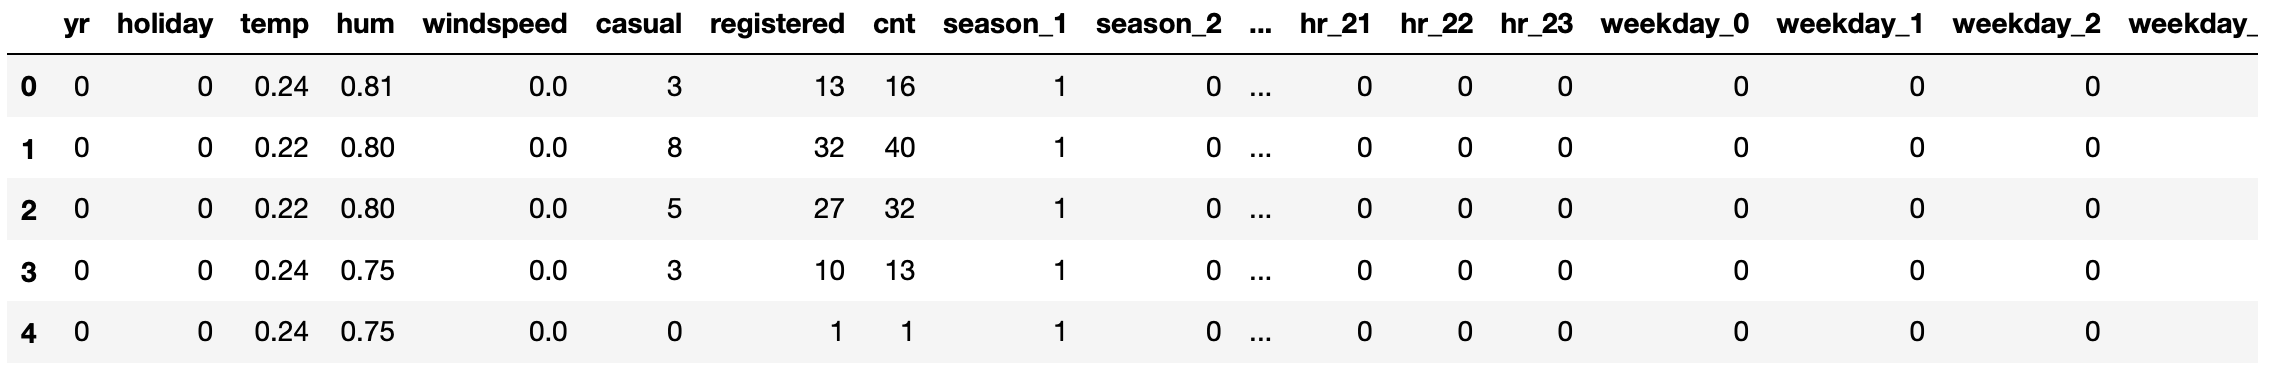 yr holiday temp hum windspeed casual registered cnt season_1 season_2 ... hr_21 hr_22 hr_23 weekday_0 weekday_1 weekday_2 weekday_
0 0 0 0.24 0.81 0.0 3 13 16 1 0 ... 0 0 0 0 0 0
1 0 0 0.22 0.80 0.0 8 32 40 1 0 ... 0 0 0 0 0 0
2 0 0 0.22 0.80 0.0 5 27 32 1 0 ... 0 0 0 0 0 0
3 0 0 0.24 0.75 0.0 3 10 13 1 0 ... 0 0 0 0 0 0
4 0 0 0.24 0.75 0.0 0 1 1 1 0 ... 0 0 0 0 0 0